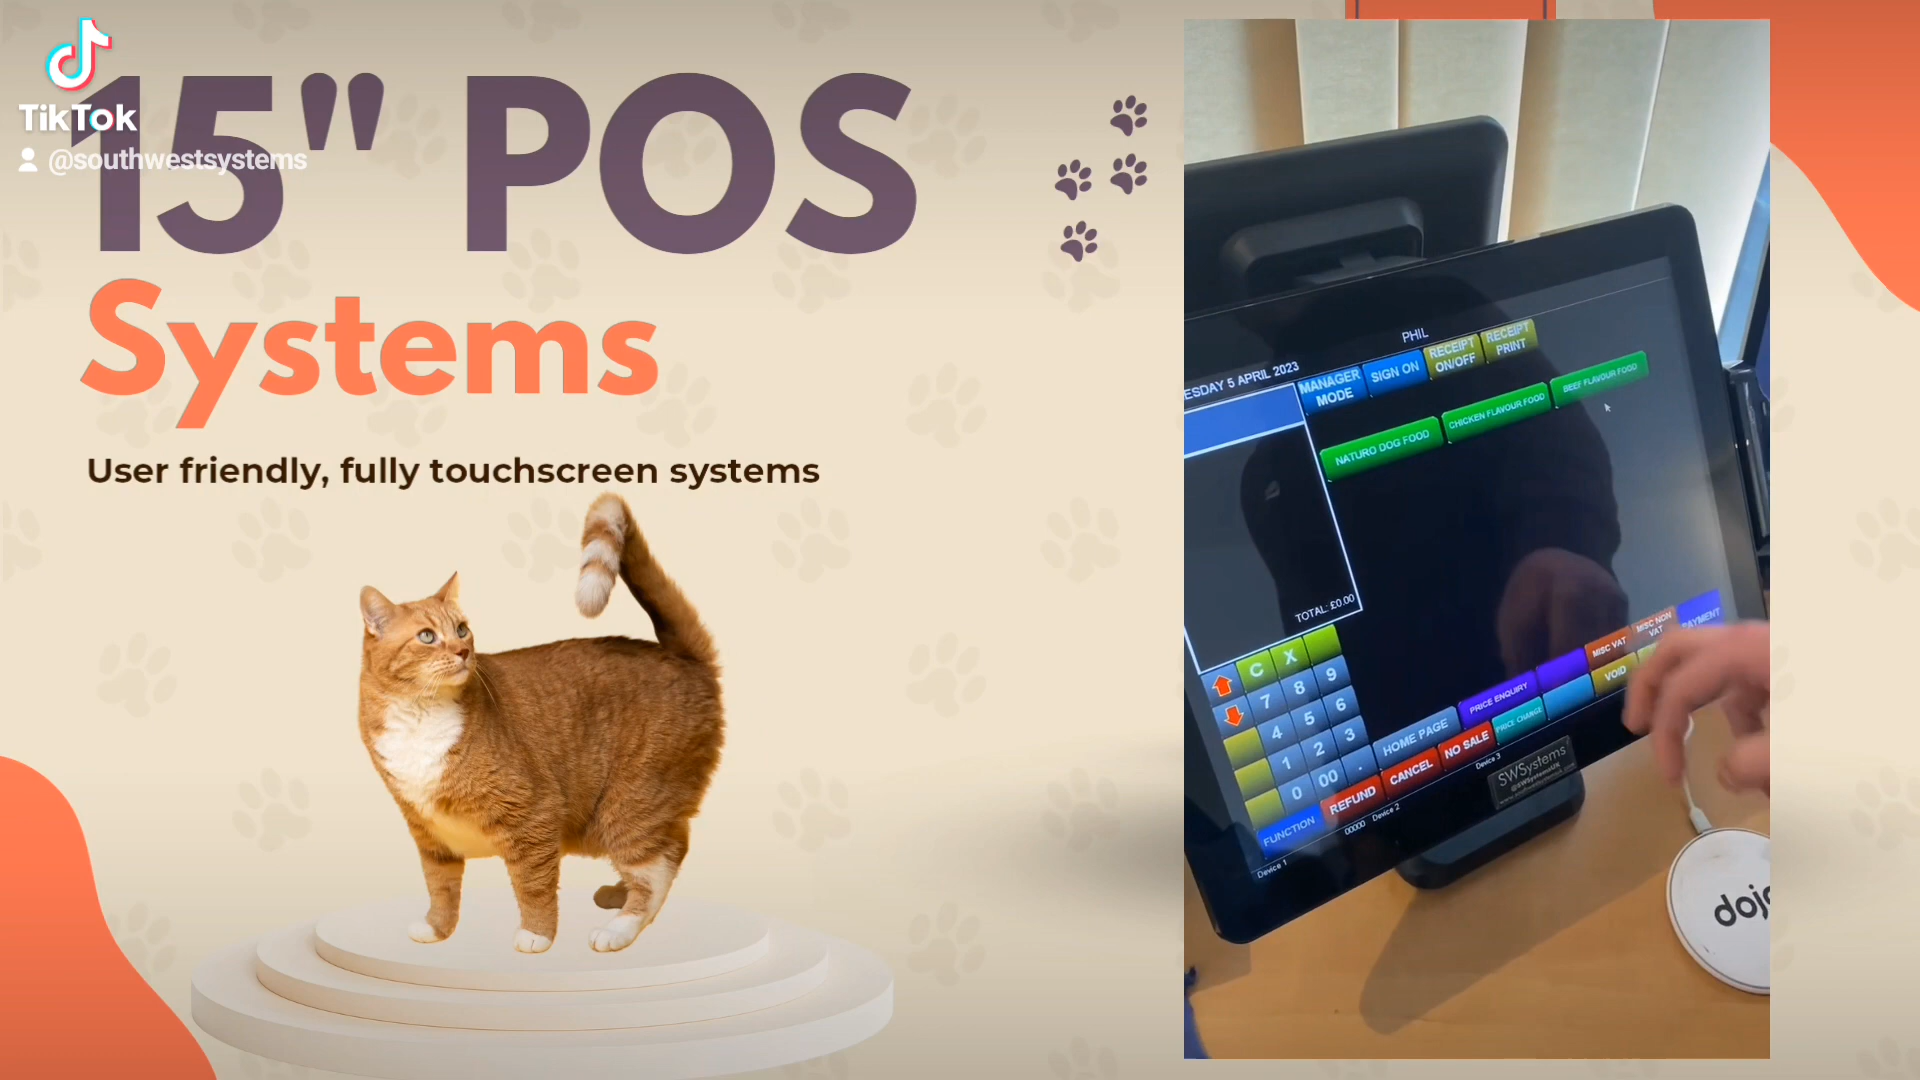 TikTok
@southwestsystems
15" POS
Systems
User friendly, fully touchscreen systems
PHIL
ESDAY 5 APRIL 2023
MANAGER MODE
SIGN ON
RECEIPT ON/OFF
RECEIPT PRINT
NATURO DOG FOOD
CHICKEN FLAVOUR FOOD
BEEF FLAVOUR FOOD
TOTAL: £0.00
C X
7 8 9
4 5 6
1 2 3
0 00 .
MISC VAT
MISC NON VAT
PAYMENT
PRICE ENQUIRY
VOID
HOME PAGE
PRICE CHANGE
FUNCTION
REFUND
CANCEL
NO SALE
Device 1
00000
Device 2
Device 3
SWSystems
@SWSystemsUK
dojo